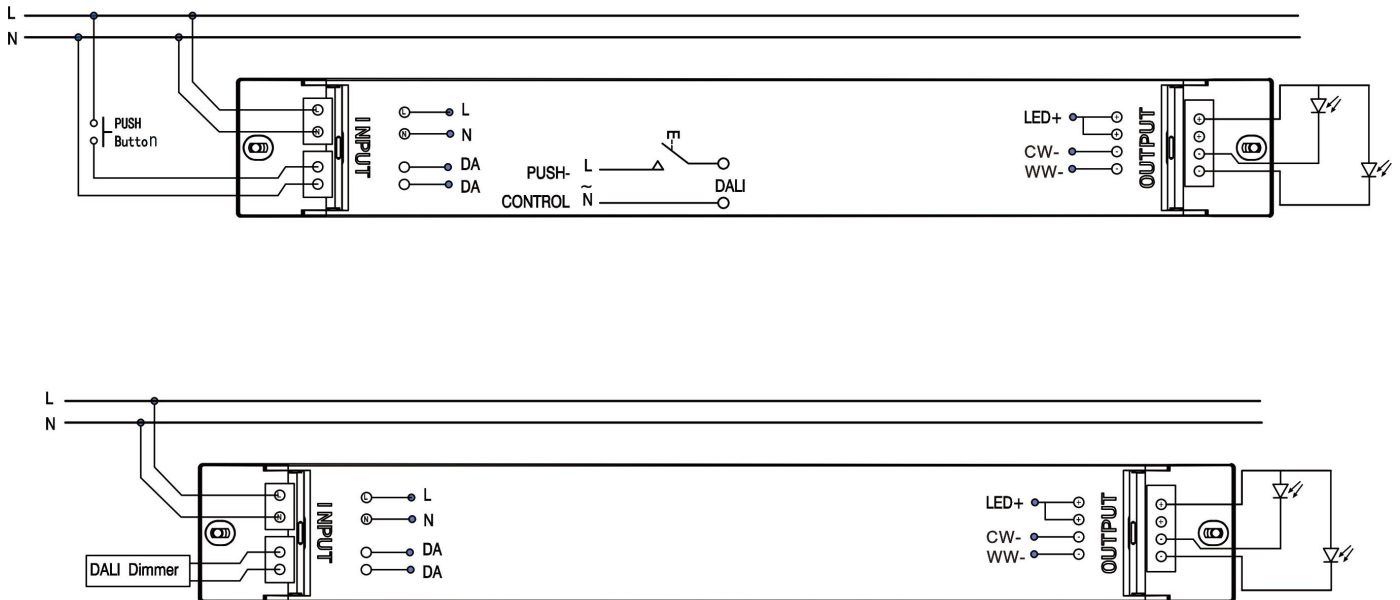 L
N
PUSH
Button
L
N
INPUT
L L
N N
DA
DA
PUSH-
CONTROL
L
~
N
E
DALI
LED+ +
+
CW- -
WW- -
OUTPUT
+
+
-
-
L
N
DALI Dimmer
L
N
INPUT
L L
N N
DA
DA
LED+ +
+
CW- -
WW- -
OUTPUT
+
+
-
-